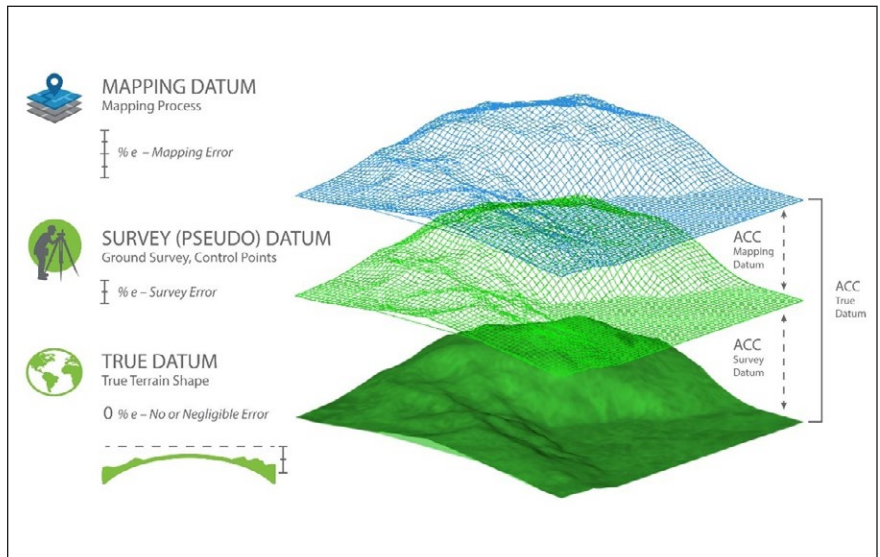 MAPPING DATUM
Mapping Process
% e – Mapping Error
SURVEY (PSEUDO) DATUM
Ground Survey, Control Points
% e – Survey Error
TRUE DATUM
True Terrain Shape
0 % e – No or Negligible Error
ACC
Mapping
Datum
ACC
Survey
Datum
ACC
True
Datum